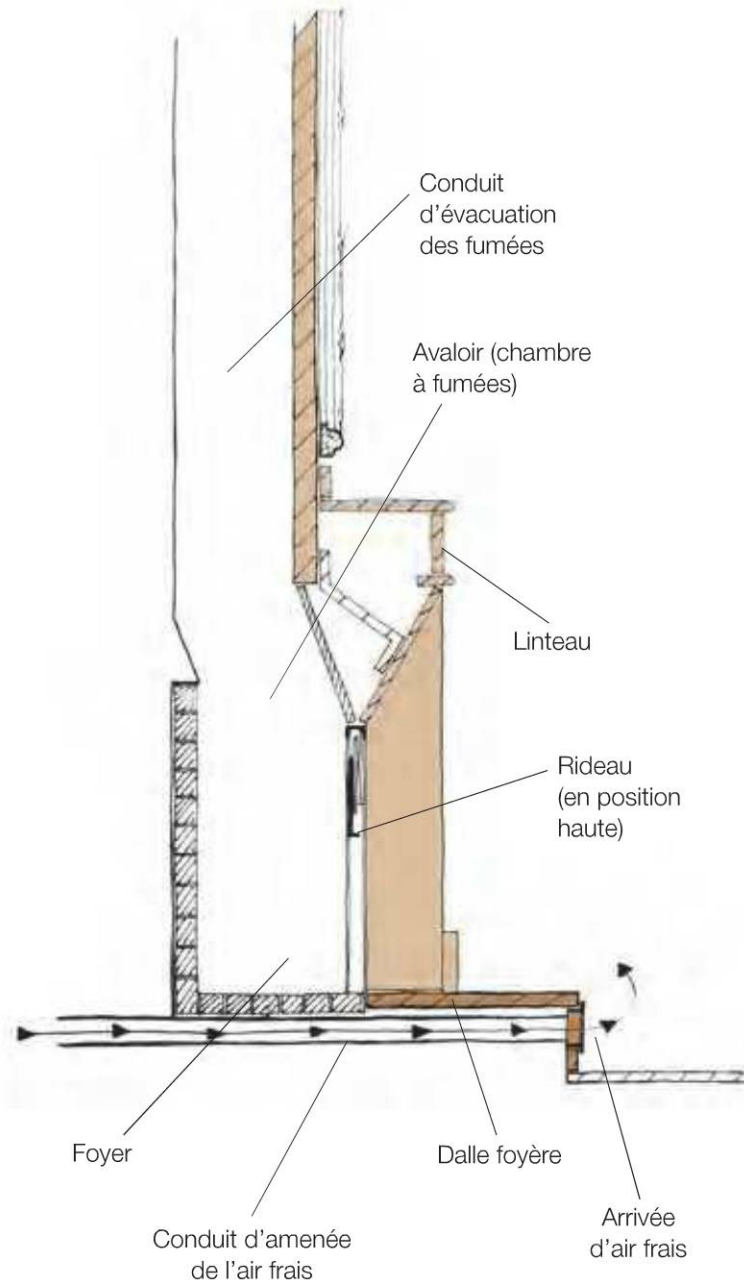 Conduit
d’évacuation
des fumées
Avaloir (chambre
à fumées)
Linteau
Rideau
(en position
haute)
Foyer
Dalle foyère
Conduit d’amenée
de l’air frais
Arrivée
d’air frais